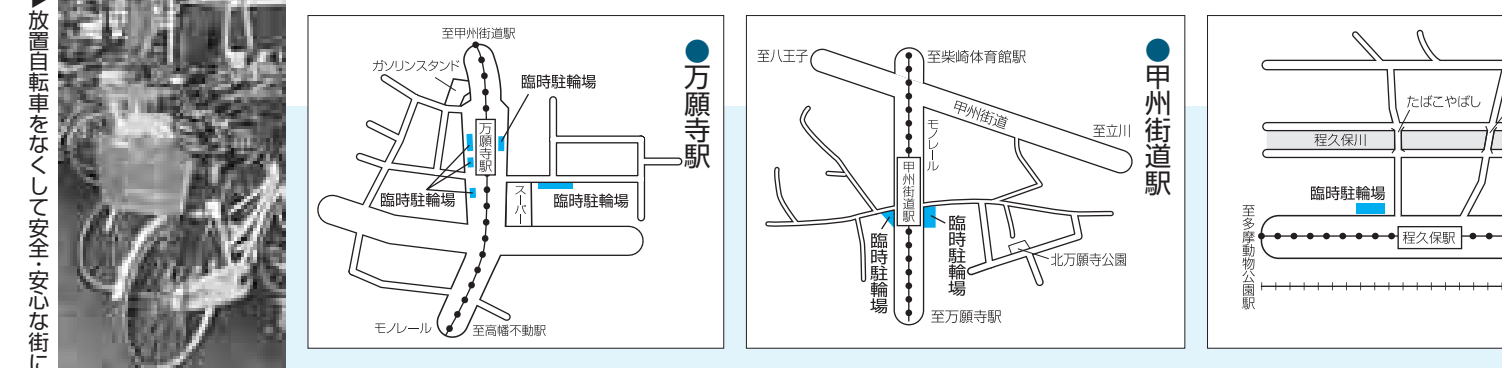 ▶放置自転車をなくして安全・安心な街に
●万願寺駅
至甲州街道駅
ガソリンスタンド
臨時駐輪場
万願寺駅
臨時駐輪場
スーパー
臨時駐輪場
モノレール
至高幡不動駅
●甲州街道駅
至八王子
至柴崎体育館駅
甲州街道
至立川
モノレール
甲州街道駅
臨時駐輪場
臨時駐輪場
北万願寺公園
至万願寺駅
たばこやばし
程久保川
臨時駐輪場
至多摩動物公園駅
程久保駅